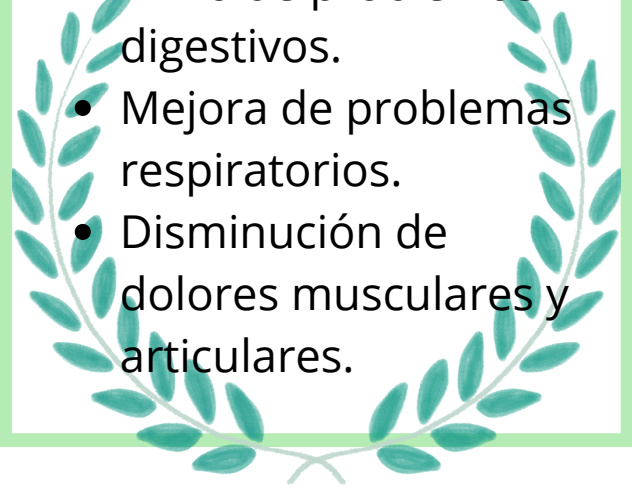 digestivos.
• Mejora de problemas
respiratorios.
• Disminución de
dolores musculares y
articulares.